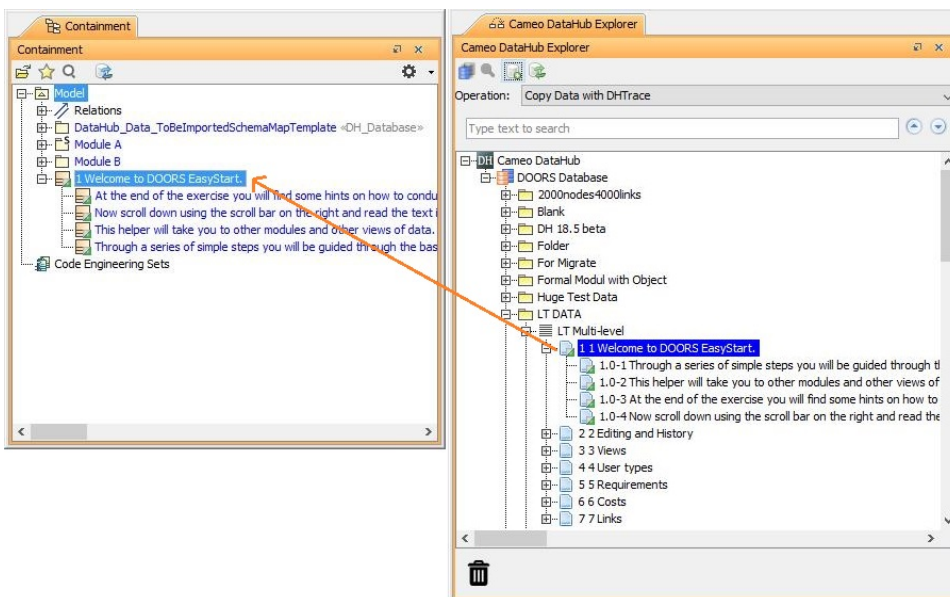 Containment
Containment
Model
Relations
DataHub_Data_ToBeImportedSchemaMapTemplate «DH_Database»
Module A
Module B
1 Welcome to DOORS EasyStart.
At the end of the exercise you will find some hints on how to condu
Now scroll down using the scroll bar on the right and read the text i
This helper will take you to other modules and other views of data.
Through a series of simple steps you will be guided through the bas
Code Engineering Sets
Cameo DataHub Explorer
Cameo DataHub Explorer
Operation: Copy Data with DHTrace
Type text to search
DH Cameo DataHub
DOORS Database
2000nodes4000links
Blank
DH 18.5 beta
Folder
For Migrate
Formal Modul with Object
Huge Test Data
LT DATA
LT Multi-level
1 1 Welcome to DOORS EasyStart.
1.0-1 Through a series of simple steps you will be guided through t
1.0-2 This helper will take you to other modules and other views of
1.0-3 At the end of the exercise you will find some hints on how to
1.0-4 Now scroll down using the scroll bar on the right and read the
2 2 Editing and History
3 3 Views
4 4 User types
5 5 Requirements
6 6 Costs
7 7 Links